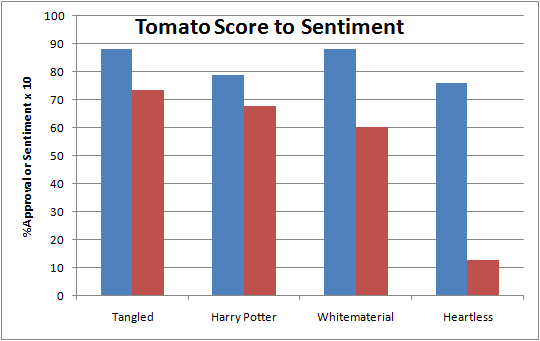 Tomato Score to Sentiment
%Approval or Sentiment x 10
100
90
80
70
60
50
40
30
20
10
0
Tangled
Harry Potter
Whitematerial
Heartless